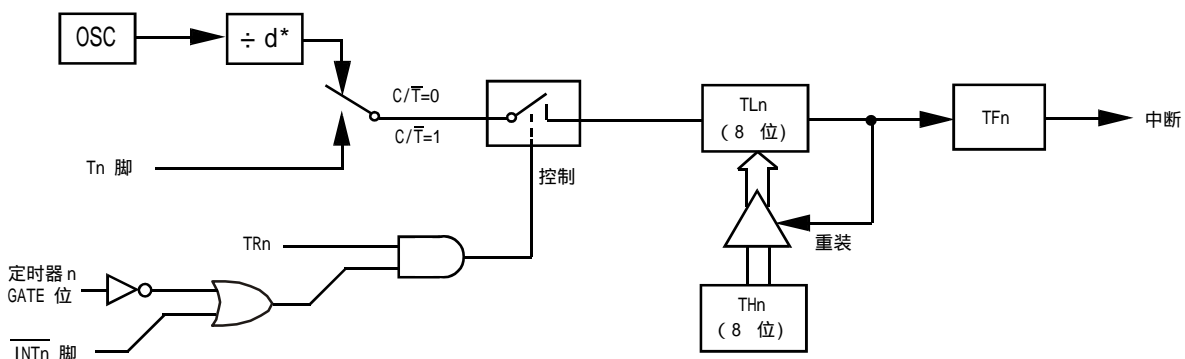 OSC
÷ d*
C/T̅=0
C/T̅=1
Tn 脚
控制
TLn
(8 位)
TFn
中断
重装
THn
(8 位)
TRn
定时器 n
GATE 位
I̅N̅T̅n̅ 脚